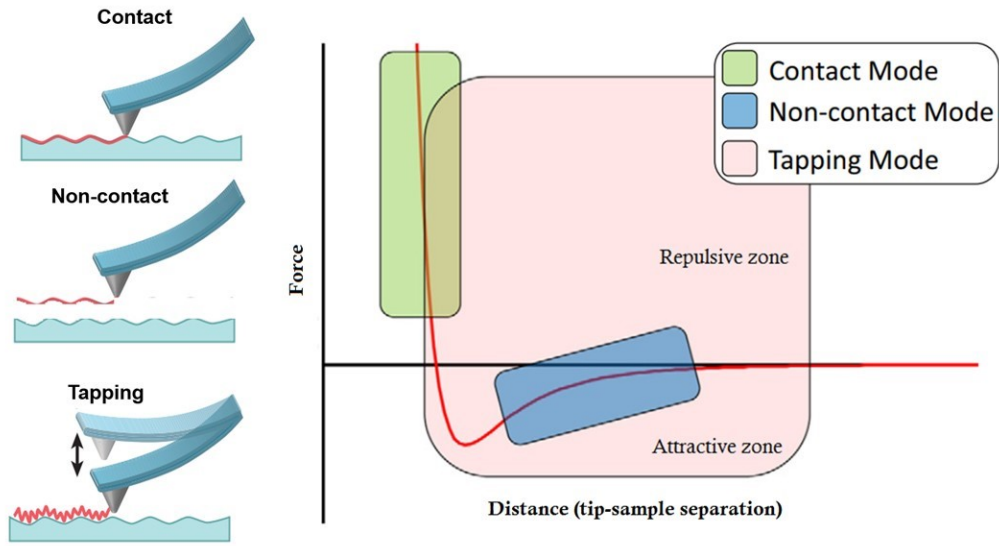 Contact
Non-contact
Tapping
Force
Contact Mode
Non-contact Mode
Tapping Mode
Repulsive zone
Attractive zone
Distance (tip-sample separation)